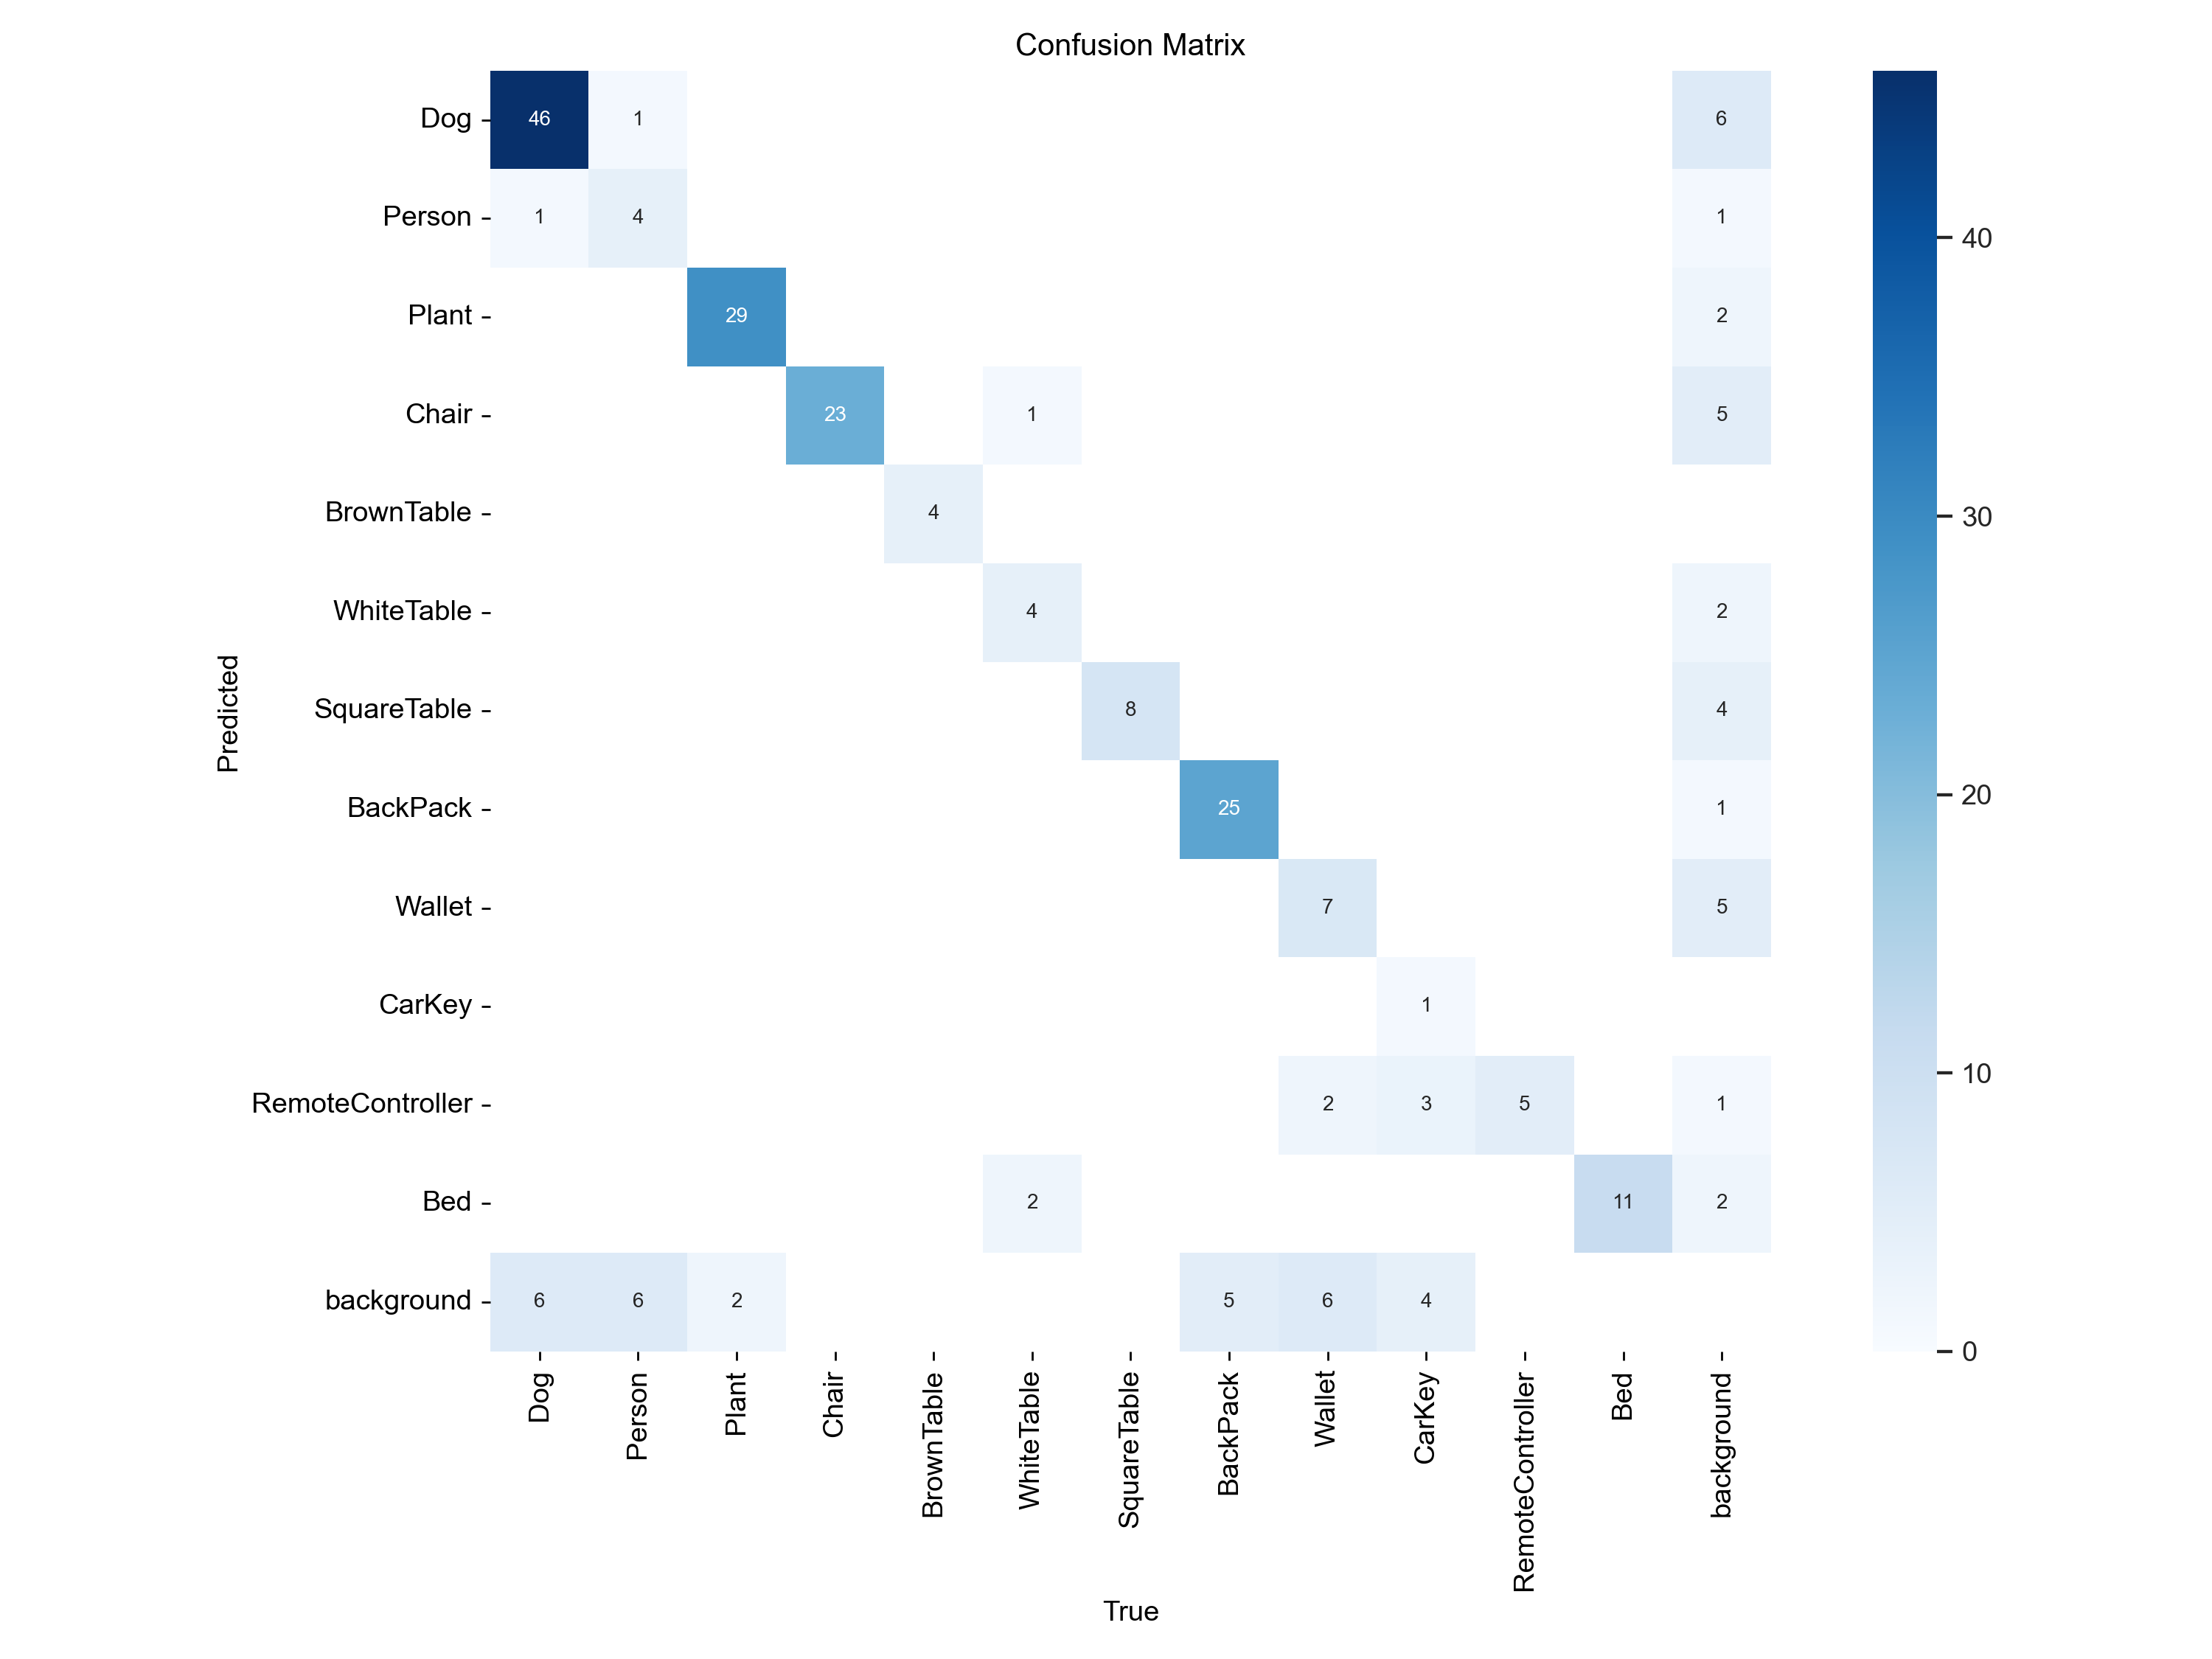 Confusion Matrix
Dog 46 1 6
Person 1 4 1
Plant 29 2
Chair 23 1 5
BrownTable 4
WhiteTable 4 2
SquareTable 8 4
BackPack 25 1
Wallet 7 5
CarKey 1
RemoteController 2 3 5 1
Bed 2 11 2
background 6 6 2 5 6 4
Predicted
Dog Person Plant Chair BrownTable WhiteTable SquareTable BackPack Wallet CarKey RemoteController Bed background
True
40
30
20
10
0